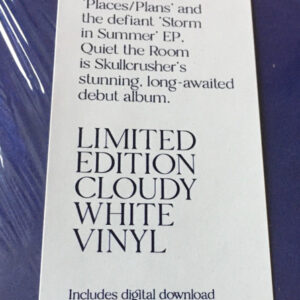 'Places/Plans' and
the defiant 'Storm
in Summer' EP,
Quiet the Room
is Skullcrusher's
stunning, long-awaited
debut album.
LIMITED
EDITION
CLOUDY
WHITE
VINYL
Includes digital download